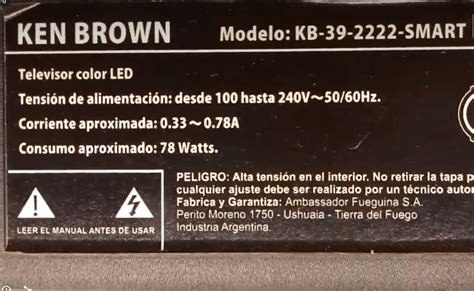 KEN BROWN
Modelo: KB-39-2222-SMART
Televisor color LED
Tensión de alimentación: desde 100 hasta 240V~50/60Hz.
Corriente aproximada: 0.33~0.78A
Consumo aproximado: 78 Watts.
PELIGRO: Alta tensión en el interior. No retirar la tapa p
cualquier ajuste debe ser realizado por un técnico auto
Fabrica y Garantiza: Ambassador Fueguina S.A.
Perito Moreno 1750 - Ushuaia - Tierra del Fuego
Industria Argentina.
LEER EL MANUAL ANTES DE USAR